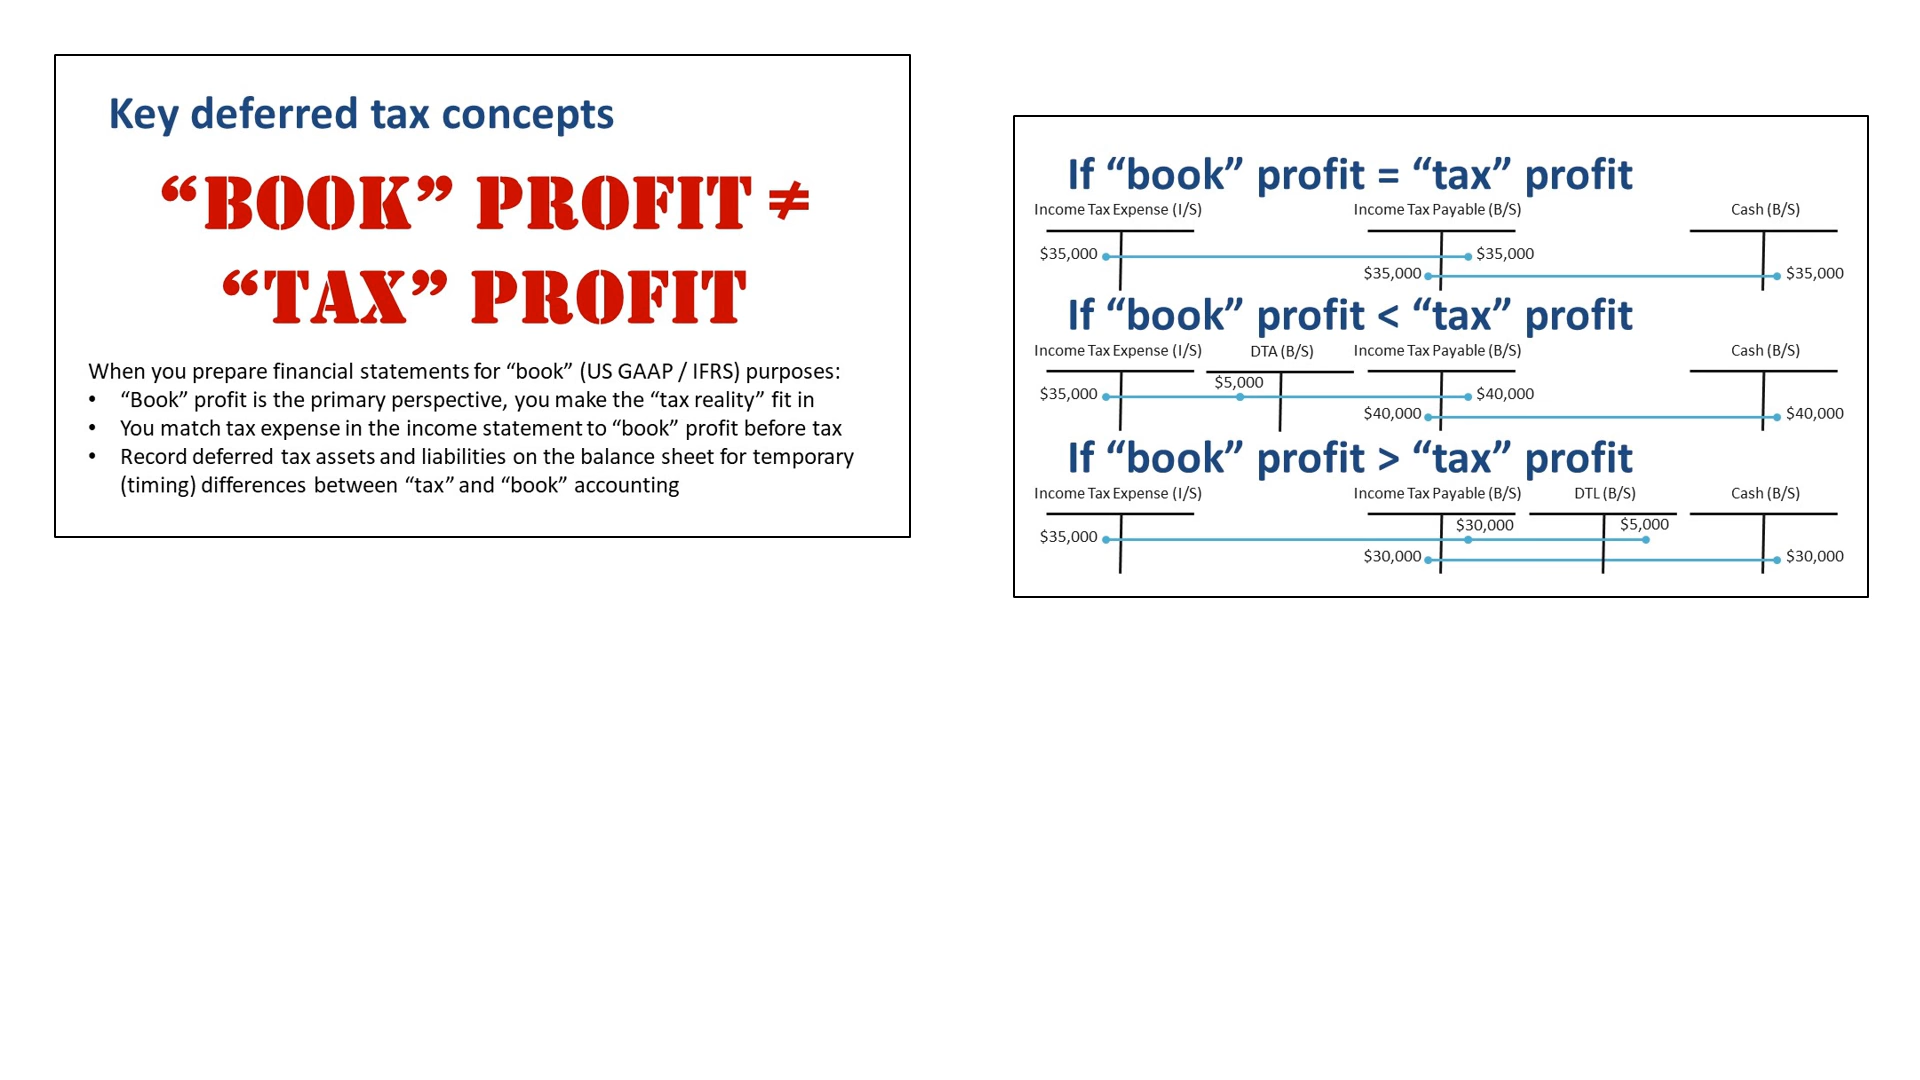 Key deferred tax concepts
“BOOK” PROFIT ≠
“TAX” PROFIT
When you prepare financial statements for “book” (US GAAP / IFRS) purposes:
• “Book” profit is the primary perspective, you make the “tax reality” fit in
• You match tax expense in the income statement to “book” profit before tax
• Record deferred tax assets and liabilities on the balance sheet for temporary
(timing) differences between “tax” and “book” accounting
If “book” profit = “tax” profit
Income Tax Expense (I/S) Income Tax Payable (B/S) Cash (B/S)
$35,000 $35,000
$35,000 $35,000
If “book” profit < “tax” profit
Income Tax Expense (I/S) DTA (B/S) Income Tax Payable (B/S) Cash (B/S)
$5,000
$35,000 $40,000
$40,000 $40,000
If “book” profit > “tax” profit
Income Tax Expense (I/S) Income Tax Payable (B/S) DTL (B/S) Cash (B/S)
$30,000 $5,000
$35,000
$30,000 $30,000